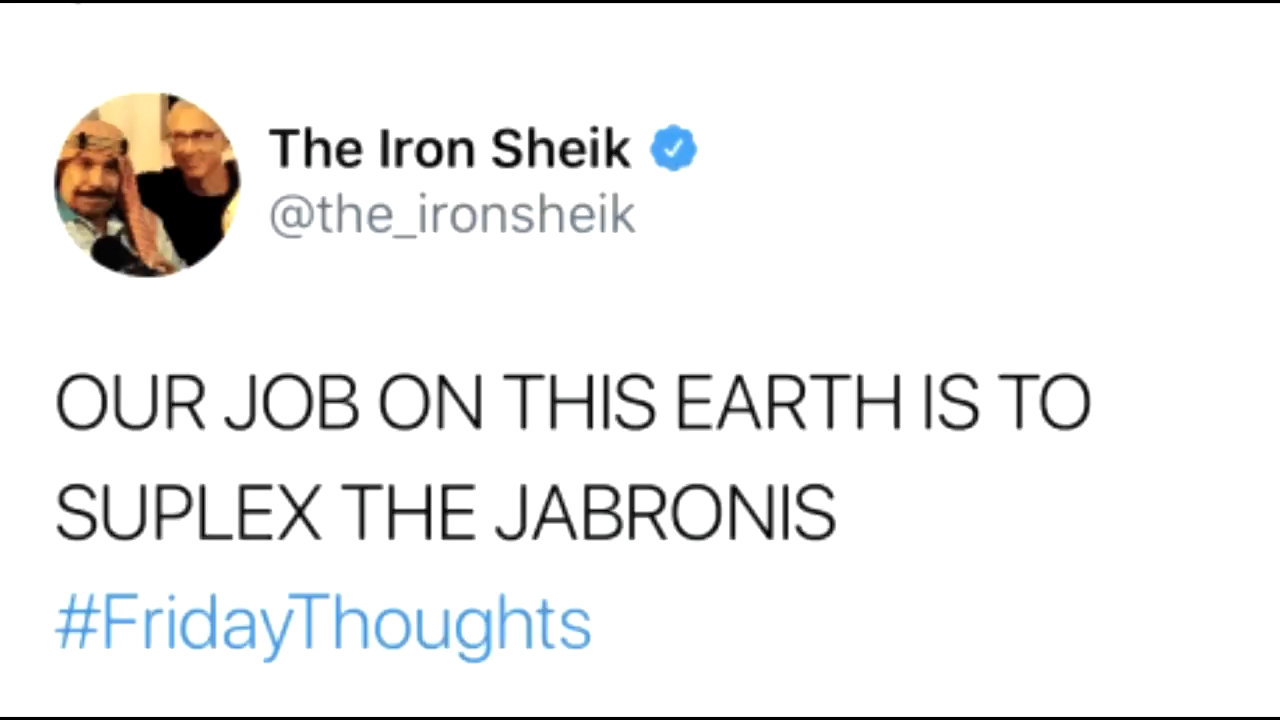 The Iron Sheik
@the_ironsheik
OUR JOB ON THIS EARTH IS TO
SUPLEX THE JABRONIS
#FridayThoughts